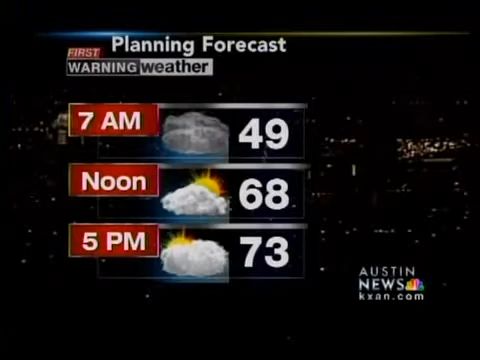 Planning Forecast
FIRST
WARNING weather
7 AM 49
Noon 68
5 PM 73
AUSTIN
NEWS
kxan.com